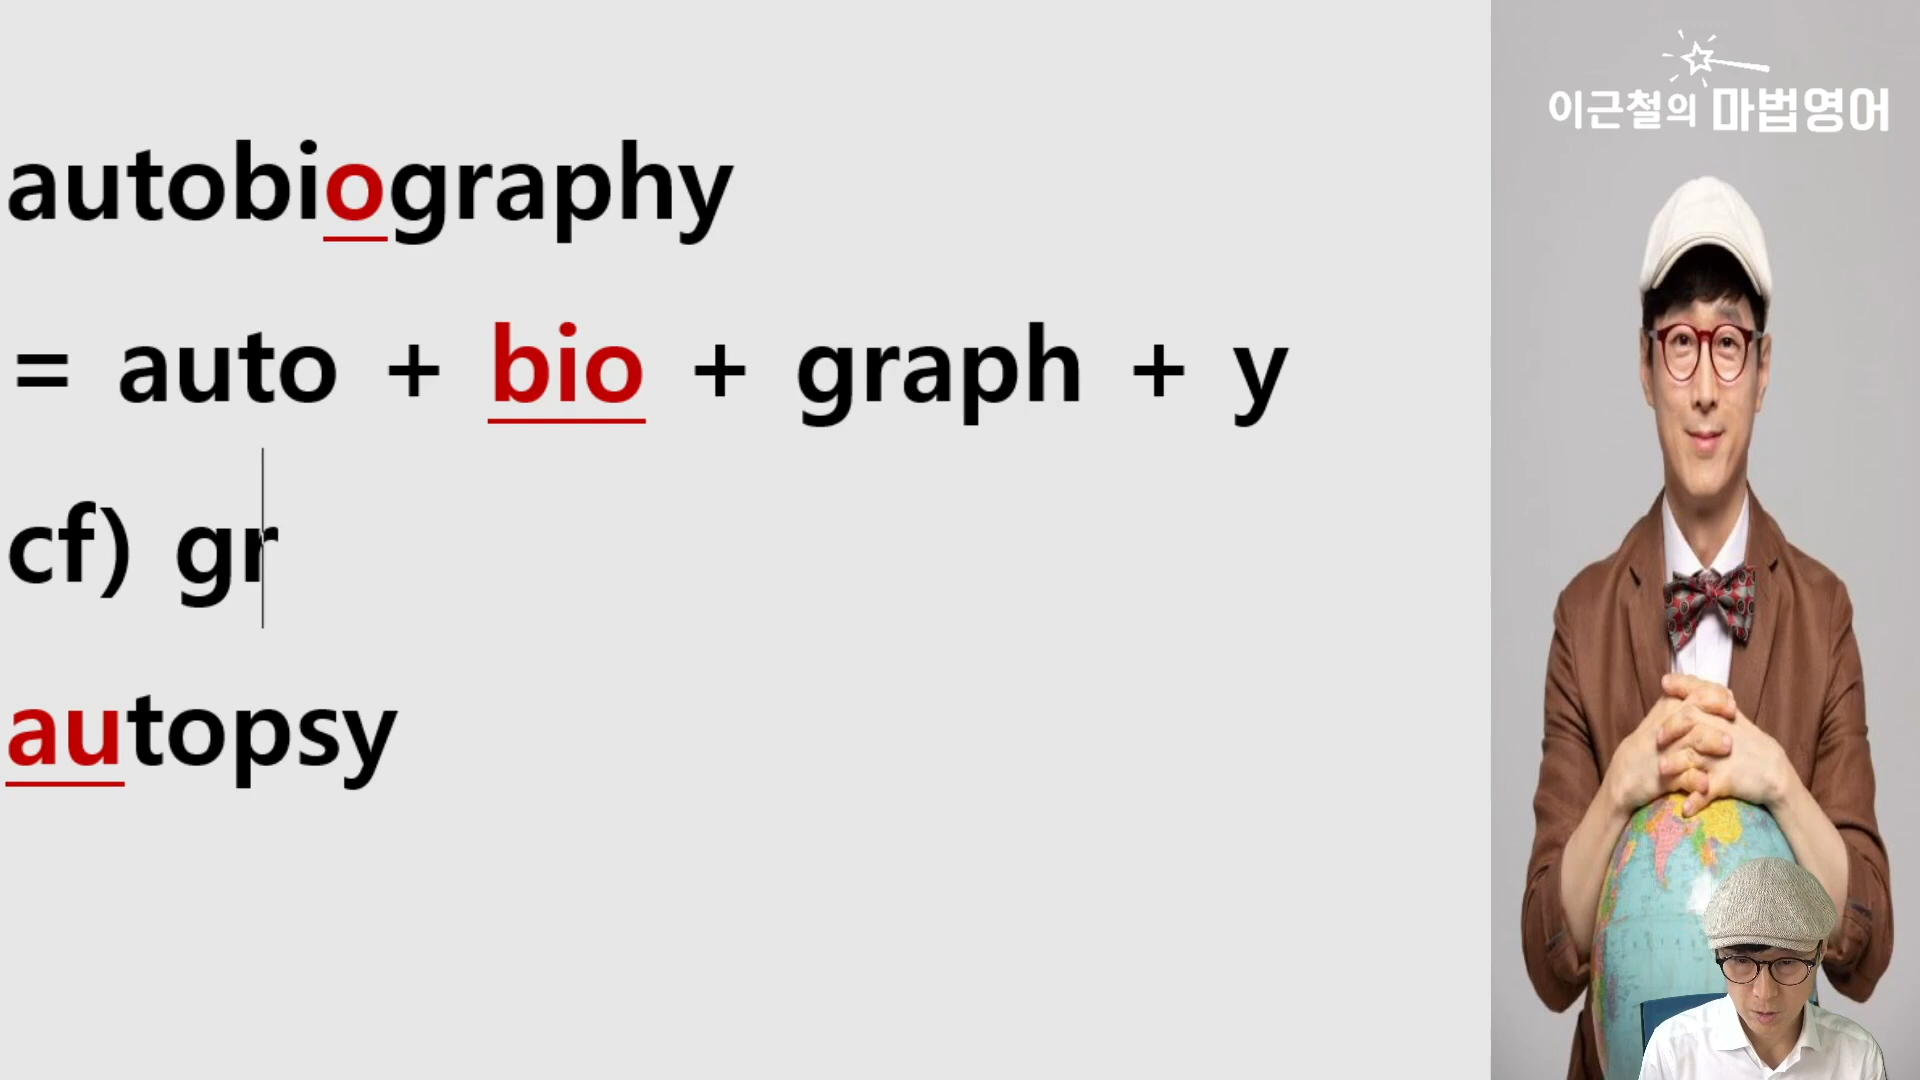 이근철의 마법영어
autobiography
= auto + bio + graph + y
cf) gr
autopsy